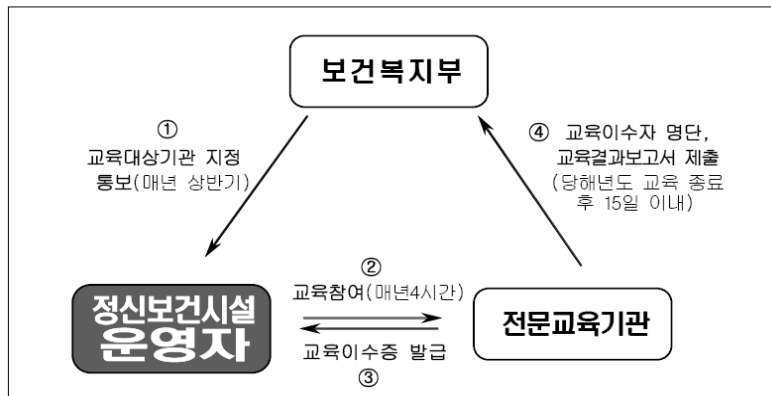 보건복지부
①
교육대상기관 지정
통보(매년 상반기)
④ 교육이수자 명단,
교육결과보고서 제출
(당해년도 교육 종료
후 15일 이내)
정신보건시설
운영자
②
교육참여(매년4시간)
교육이수증 발급
③
전문교육기관